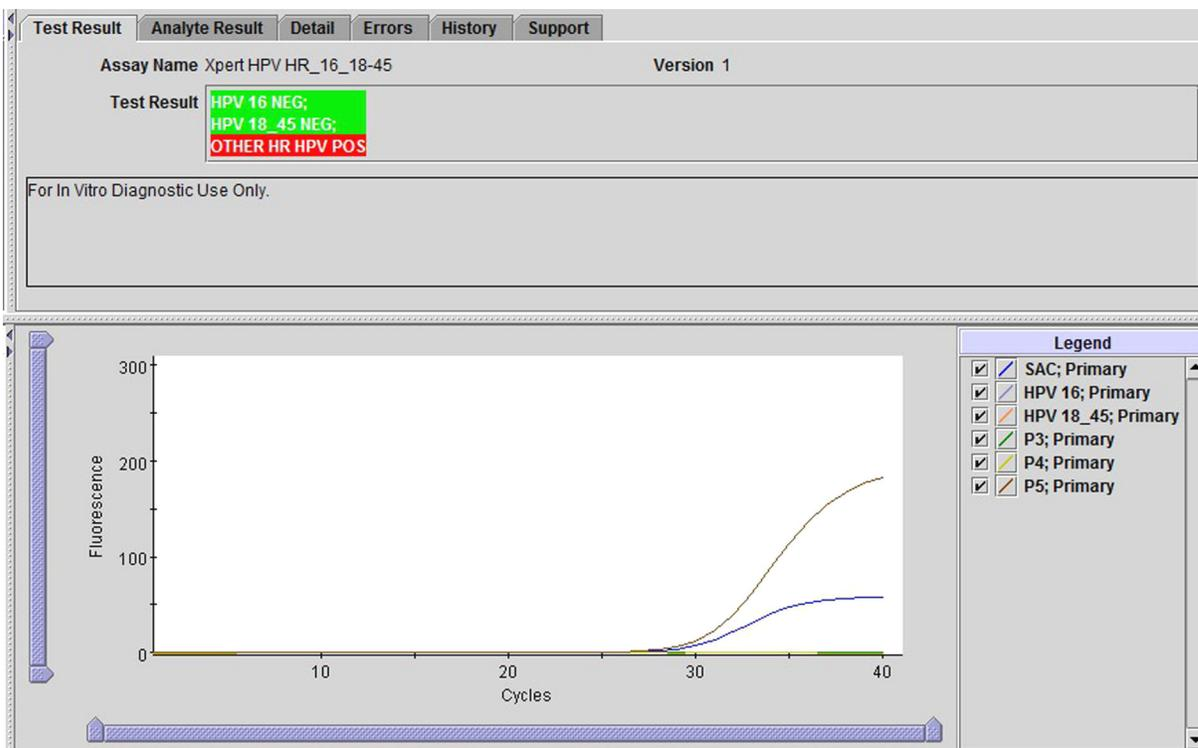 Test Result Analyte Result Detail Errors History Support
Assay Name Xpert HPV HR_16_18-45 Version 1
Test Result HPV 16 NEG;
HPV 18_45 NEG;
OTHER HR HPV POS
For In Vitro Diagnostic Use Only.
Legend
SAC; Primary
HPV 16; Primary
HPV 18_45; Primary
P3; Primary
P4; Primary
P5; Primary
300
200
100
0
Fluorescence
10 20 30 40
Cycles